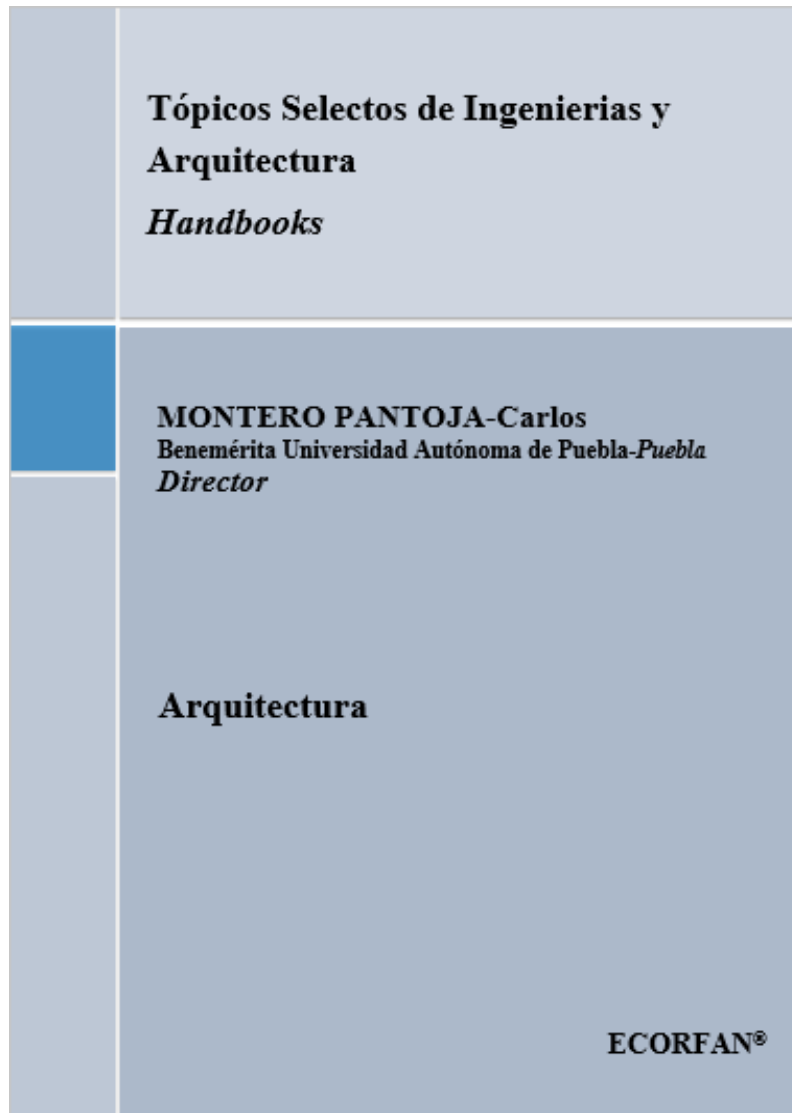 Tópicos Selectos de Ingenierias y
Arquitectura
Handbooks
MONTERO PANTOJA-Carlos
Benemérita Universidad Autónoma de Puebla-Puebla
Director
Arquitectura
ECORFAN®